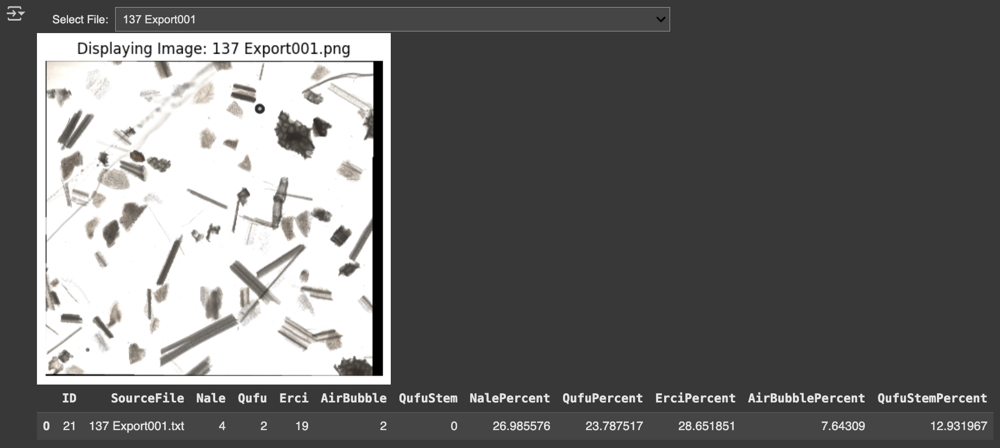 Select File: 137 Export001
Displaying Image: 137 Export001.png
ID SourceFile Nale Qufu Erci AirBubble QufuStem NalePercent QufuPercent ErciPercent AirBubblePercent QufuStemPercent
0 21 137 Export001.txt 4 2 19 2 0 26.985576 23.787517 28.651851 7.64309 12.931967